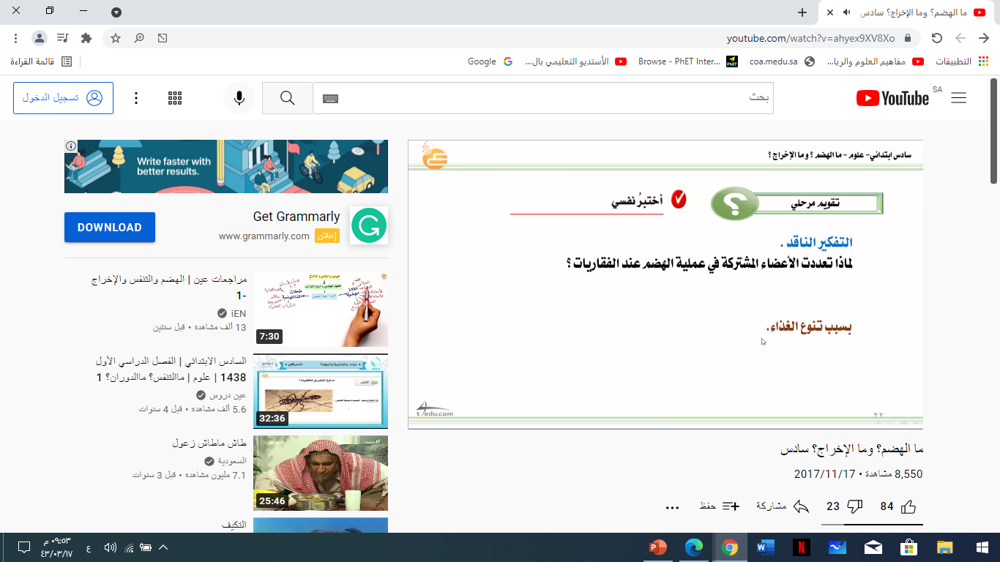 ما الهضم؟ وما الإخراج؟ سادس
youtube.com/watch?v=ahyex9XV8Xo
التطبيقات
مفاهيم العلوم والريا...
coa.medu.sa
Browse - PhET Inter...
الأستديو التعليمي بال...
Google
قائمة القراءة
YouTube SA
بحث
تسجيل الدخول
سادس ابتدائي- علوم - ما الهضم ؟ و ما الإخراج ؟
تقويم مرحلي
أختبرُ نفسي
التفكير الناقد .
لماذا تعددت الأعضاء المشتركة في عملية الهضم عند الفقاريات ؟
بسبب تنوع الغذاء.
t4edu.com
٢٢
ما الهضم؟ وما الإخراج؟ سادس
8,550 مشاهدة • 2017/11/17
84
23
مشاركة
حفظ
Write faster with
better results.
Get Grammarly
إعلان www.grammarly.com
DOWNLOAD
مراجعات عين | الهضم والتنفس والإخراج
-1
iEN
13 ألف مشاهدة • قبل سنتين
7:30
السادس الابتدائي | الفصل الدراسي الأول
1438 | علوم | ماالتنفس؟ ماالدوران؟ 1
عين دروس
5.6 ألف مشاهدة • قبل 4 سنوات
32:36
طاش ماطاش زعول
السعودية
7.1 مليون مشاهدة • قبل 3 سنوات
25:46
التكيف
ع
٠٩:٥٣ م
٤٣/٠٣/١٧